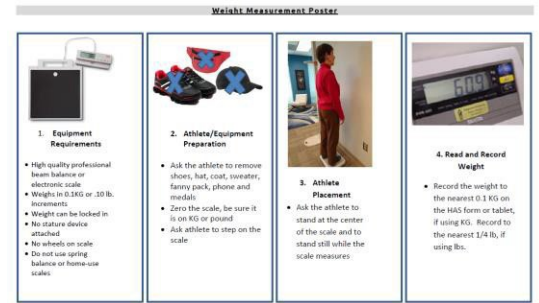 Weight Measurement Poster
1. Equipment
Requirements
• High quality professional
beam balance or
electronic scale
• Weighs in 0.1KG or .10 lb.
increments
• Weight can be locked in
• No stature device
attached
• No wheels on scale
• Do not use spring
balance or home-use
scales
2. Athlete/Equipment
Preparation
• Ask the athlete to remove
shoes, hat, coat, sweater,
fanny pack, phone and
medals
• Zero the scale, be sure it
is on KG or pound
• Ask athlete to step on the
scale
3. Athlete
Placement
• Ask the athlete to
stand at the center
of the scale and to
stand still while the
scale measures
60.9
4. Read and Record
Weight
• Record the weight to
the nearest 0.1 KG on
the HAS form or tablet,
if using KG. Record to
the nearest 1/4 lb, if
using lbs.